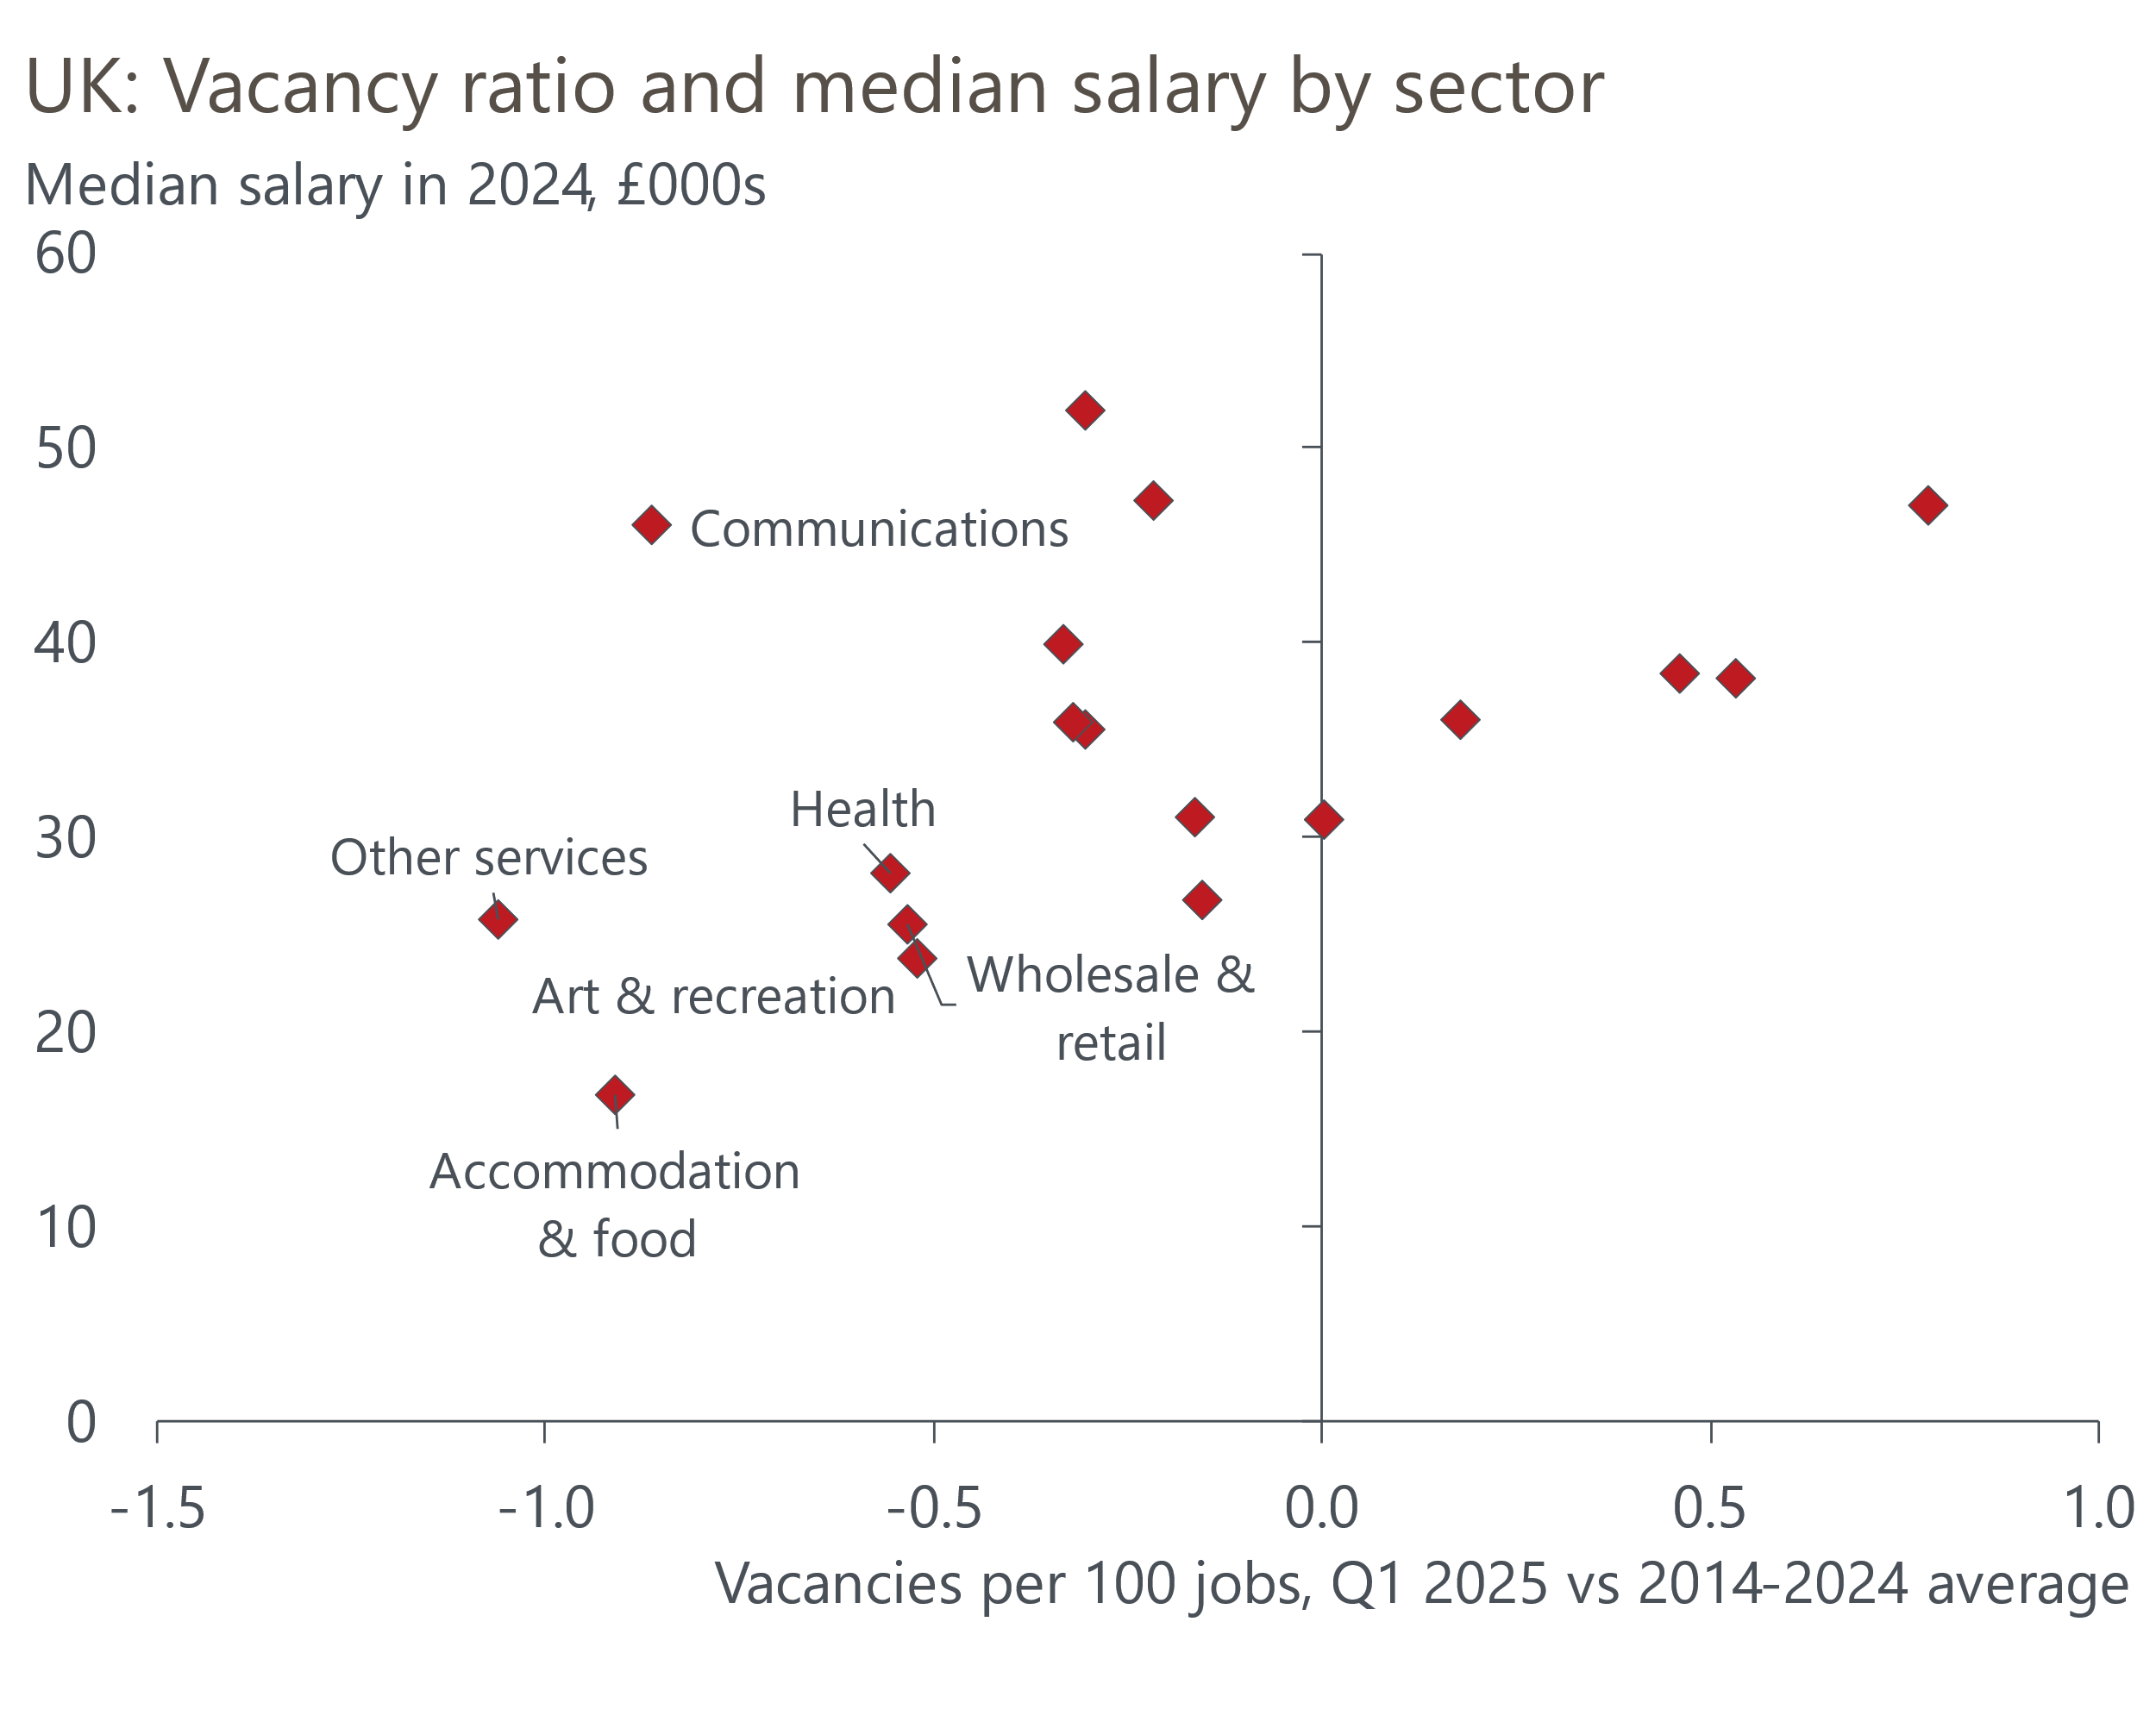 UK: Vacancy ratio and median salary by sector
Median salary in 2024, £000s
60
50
Communications
40
Health
30
Other services
Wholesale &
Art & recreation
20
retail
Accommodation
10
& food
0
-1.5 -1.0 -0.5 0.0 0.5 1.0
Vacancies per 100 jobs, Q1 2025 vs 2014-2024 average